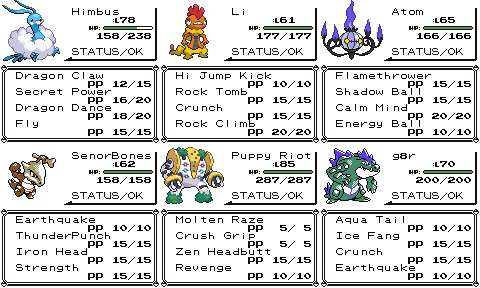 Himbus
:L78
HP:
158/238
STATUS/OK
Li
:L61
HP:
177/177
STATUS/OK
Atom
:L65
HP:
166/166
STATUS/OK
Dragon Claw
PP 12/15
Secret Power
PP 16/20
Dragon Dance
PP 18/20
Fly
PP 15/15
Hi Jump Kick
PP 10/10
Rock Tomb
PP 15/15
Crunch
PP 15/15
Rock Climb
PP 20/20
Flamethrower
PP 15/15
Shadow Ball
PP 15/15
Calm Mind
PP 20/20
Energy Ball
PP 10/10
SenorBones
:L62
HP:
158/158
STATUS/OK
Puppy Riot
:L85
HP:
287/287
STATUS/OK
g8r
:L70
HP:
200/200
STATUS/OK
Earthquake
PP 10/10
ThunderPunch
PP 15/15
Iron Head
PP 15/15
Strength
PP 15/15
Molten Raze
PP 5/ 5
Crush Grip
PP 5/ 5
Zen Headbutt
PP 15/15
Revenge
PP 10/10
Aqua Tail
PP 10/10
Ice Fang
PP 15/15
Crunch
PP 15/15
Earthquake
PP 10/10